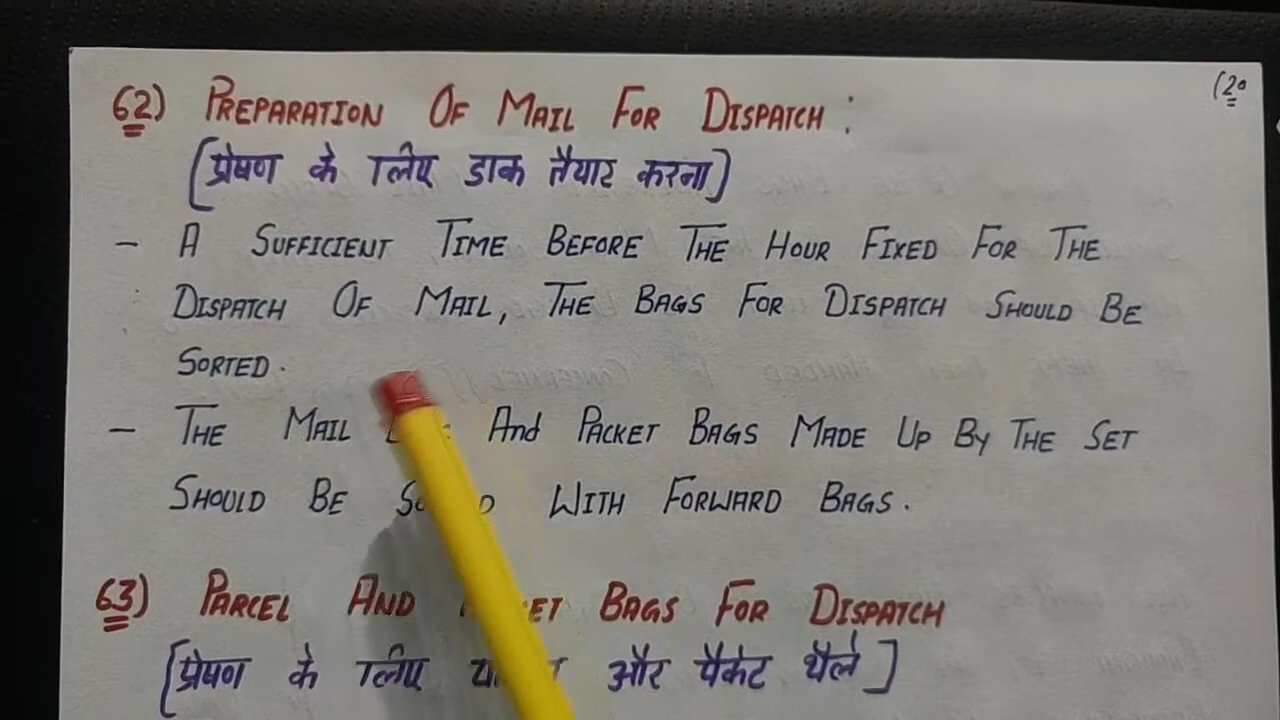 (20
62) PREPARATION OF MAIL FOR DISPATCH :
[प्रेषण के लिए डाक तैयार करना]
– A SUFFICIENT TIME BEFORE THE HOUR FIXED FOR THE
DISPATCH OF MAIL, THE BAGS FOR DISPATCH SHOULD BE
SORTED.
– THE MAIL And PACKET BAGS MADE UP BY THE SET
SHOULD BE WITH FORWARD BAGS.
63) PARCEL AND BAGS FOR DISPATCH
[प्रेषण के लिए और पैकेट थैले]